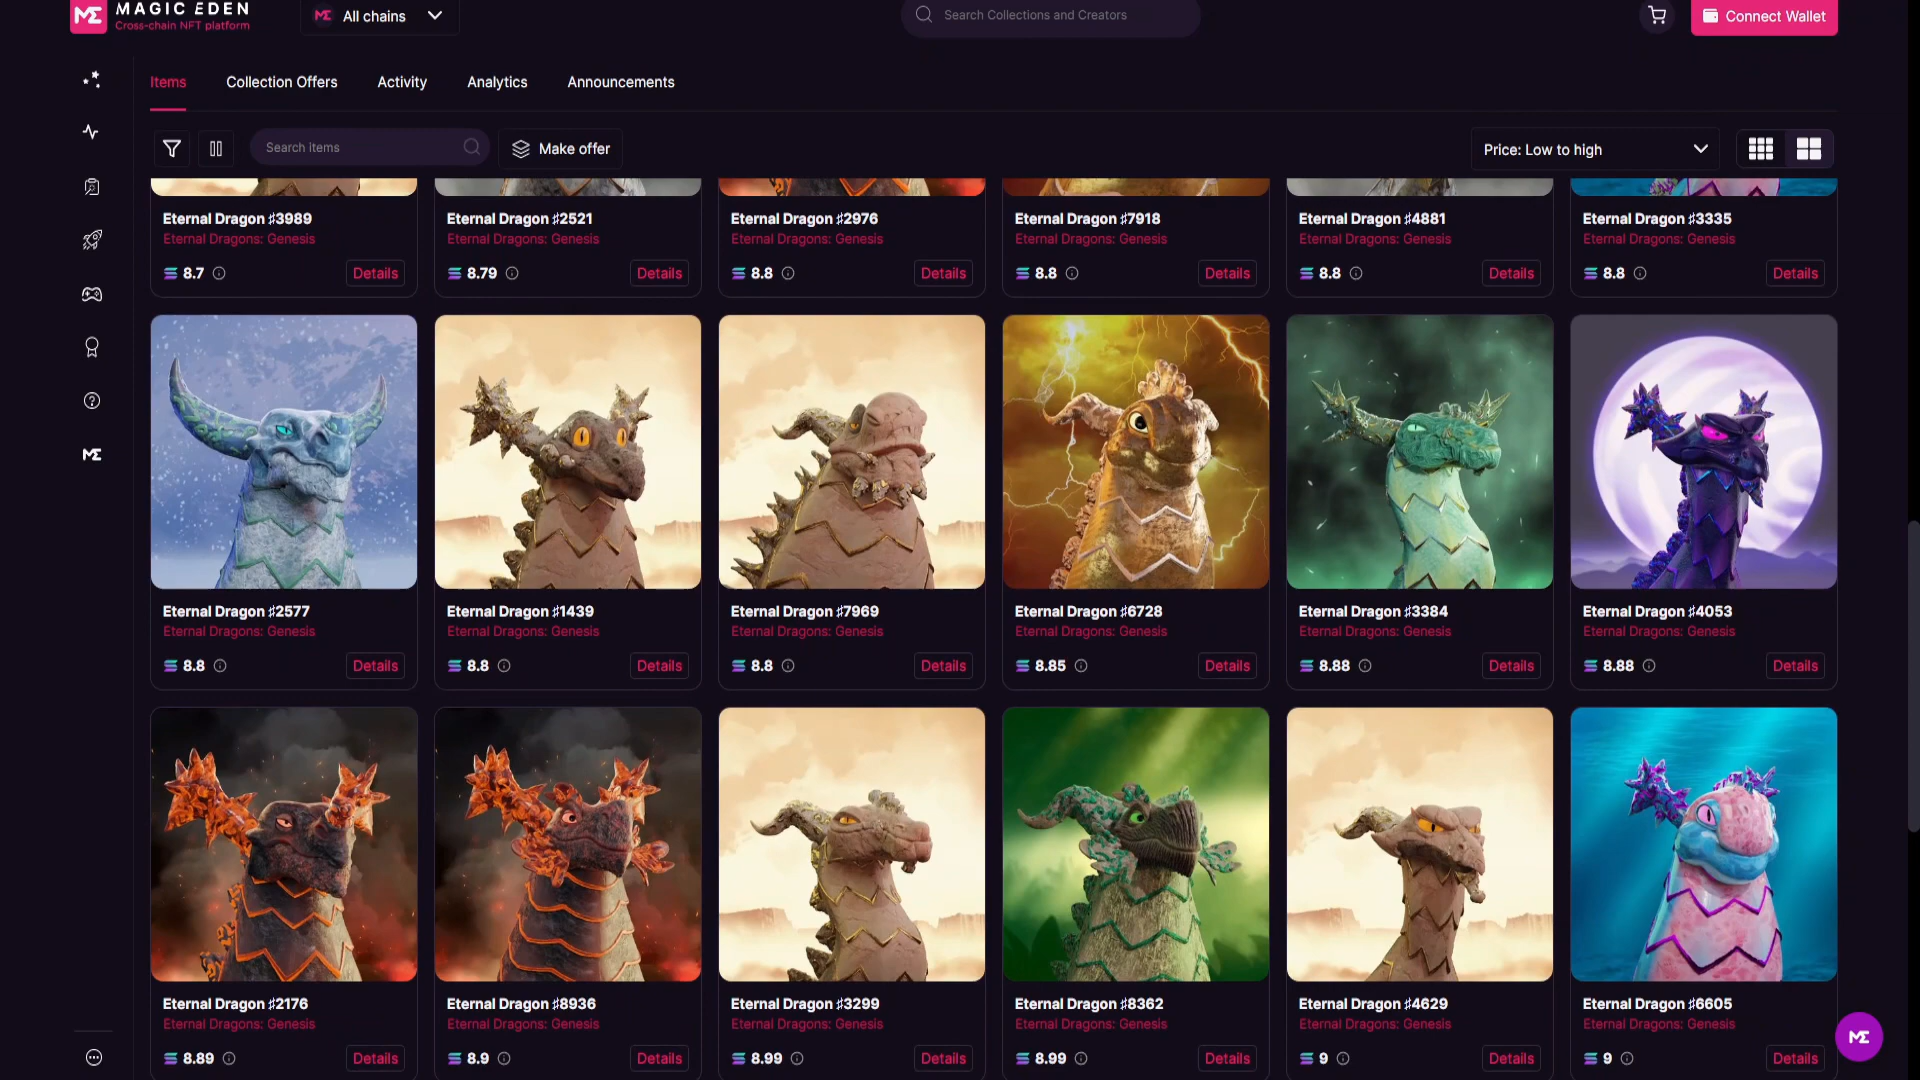 MAGIC EDEN
Cross-chain NFT platform
All chains
Search Collections and Creators
Connect Wallet
Items Collection Offers Activity Analytics Announcements
Search items
Make offer
Price: Low to high
Eternal Dragon #3989
Eternal Dragons: Genesis
8.7 Details
Eternal Dragon #2521
Eternal Dragons: Genesis
8.79 Details
Eternal Dragon #2976
Eternal Dragons: Genesis
8.8 Details
Eternal Dragon #7918
Eternal Dragons: Genesis
8.8 Details
Eternal Dragon #4881
Eternal Dragons: Genesis
8.8 Details
Eternal Dragon #3335
Eternal Dragons: Genesis
8.8 Details
Eternal Dragon #2577
Eternal Dragons: Genesis
8.8 Details
Eternal Dragon #1439
Eternal Dragons: Genesis
8.8 Details
Eternal Dragon #7969
Eternal Dragons: Genesis
8.8 Details
Eternal Dragon #6728
Eternal Dragons: Genesis
8.85 Details
Eternal Dragon #3384
Eternal Dragons: Genesis
8.88 Details
Eternal Dragon #4053
Eternal Dragons: Genesis
8.88 Details
Eternal Dragon #2176
Eternal Dragons: Genesis
8.89 Details
Eternal Dragon #8936
Eternal Dragons: Genesis
8.9 Details
Eternal Dragon #3299
Eternal Dragons: Genesis
8.99 Details
Eternal Dragon #8362
Eternal Dragons: Genesis
8.99 Details
Eternal Dragon #4629
Eternal Dragons: Genesis
9 Details
Eternal Dragon #6605
Eternal Dragons: Genesis
9 Details